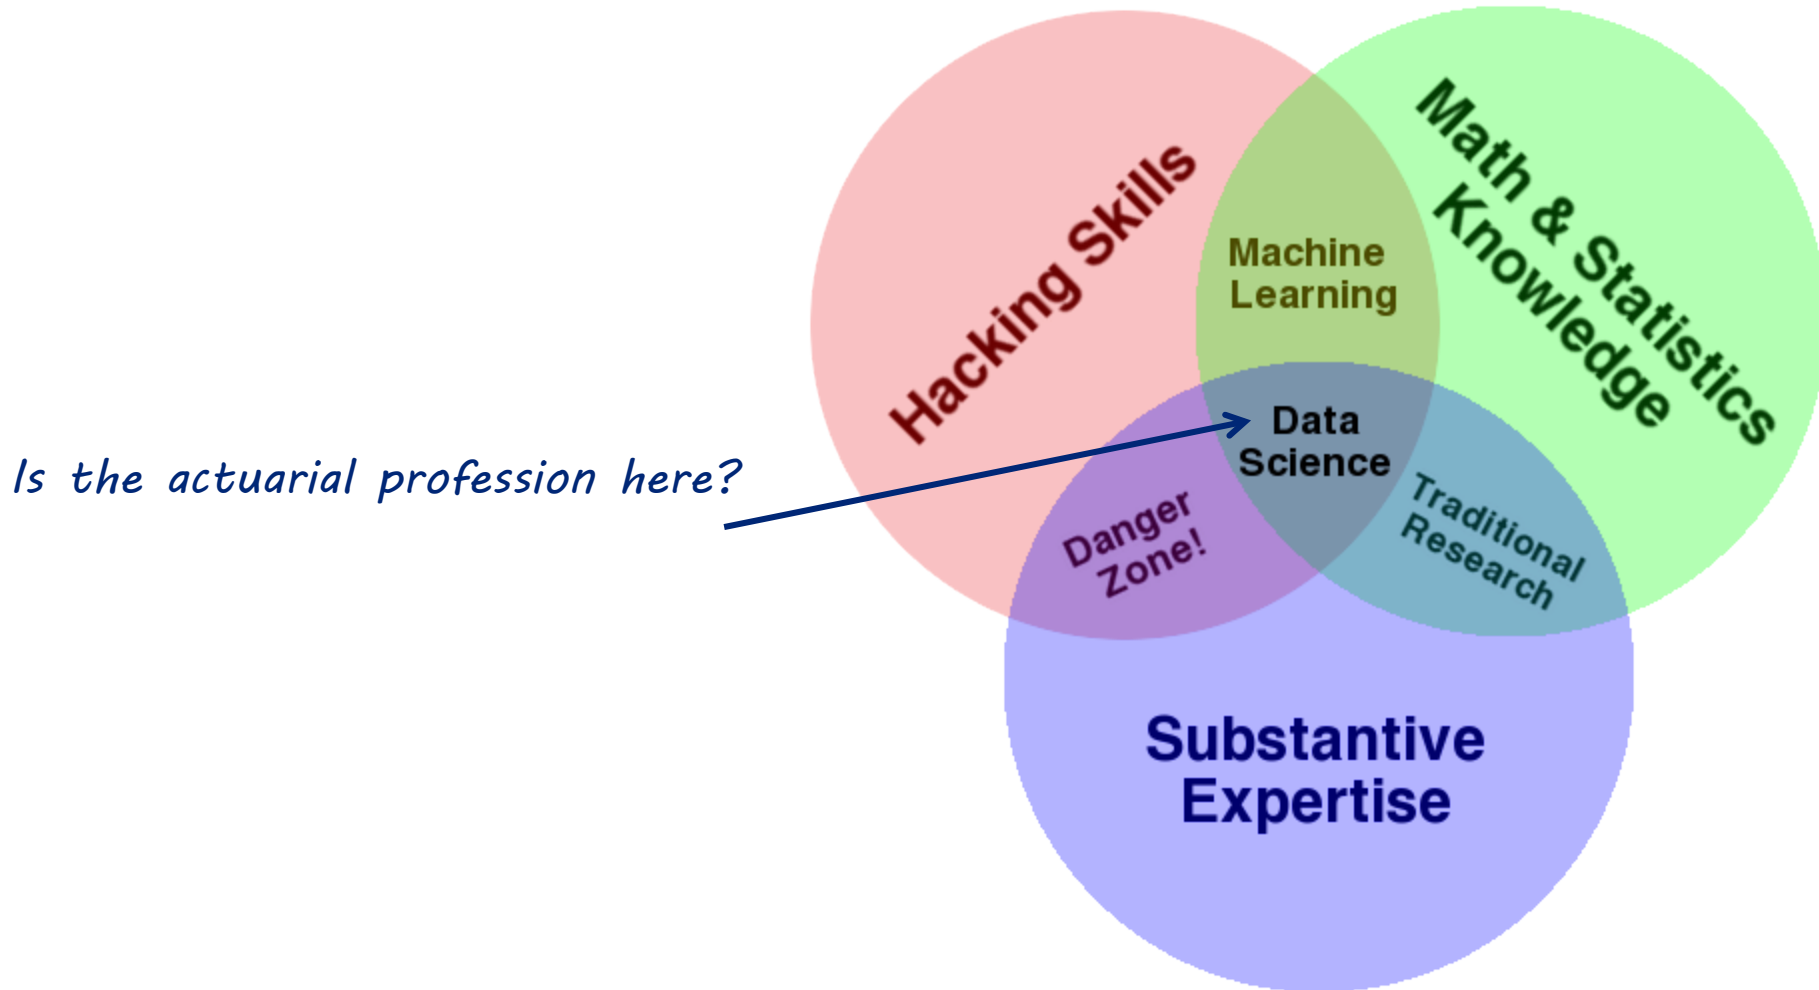 Is the actuarial profession here?
Hacking Skills
Math & Statistics
Knowledge
Machine
Learning
Data
Science
Danger
Zone!
Traditional
Research
Substantive
Expertise